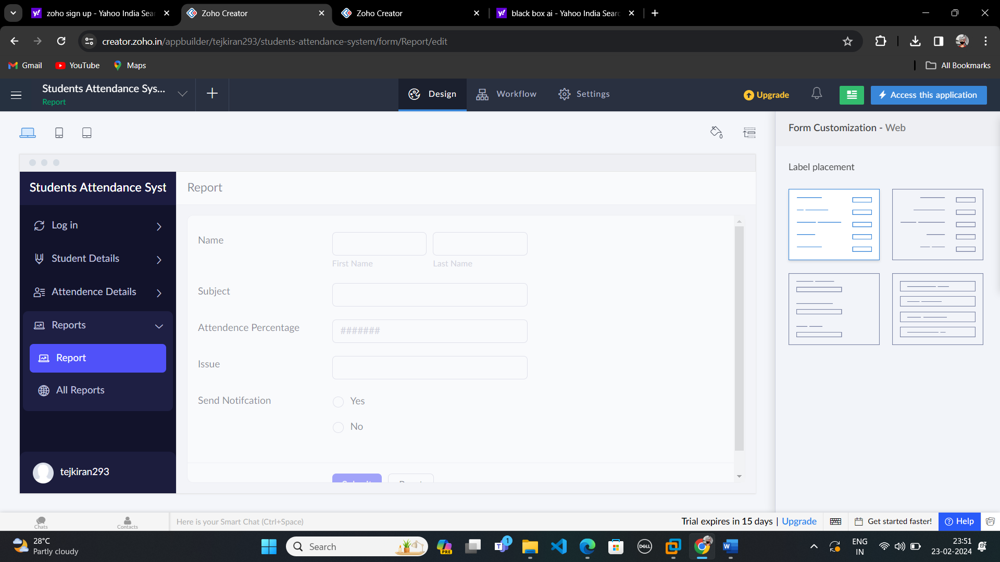 zoho sign up - Yahoo India Sear
Zoho Creator
Zoho Creator
black box ai - Yahoo India Searc
creator.zoho.in/appbuilder/tejkiran293/students-attendance-system/form/Report/edit
Gmail
YouTube
Maps
All Bookmarks
Students Attendance Sys...
Report
Design
Workflow
Settings
Upgrade
Access this application
Form Customization - Web
Label placement
Students Attendance Syst
Report
Log in
Student Details
Attendence Details
Reports
Report
All Reports
tejkiran293
Name
First Name
Last Name
Subject
Attendence Percentage
#######
Issue
Send Notifcation
Yes
No
Submit
Reset
Chats
Contacts
Here is your Smart Chat (Ctrl+Space)
Trial expires in 15 days | Upgrade
Get started faster!
Help
28°C
Partly cloudy
Search
PRE
1
DELL
ENG
IN
23:51
23-02-2024